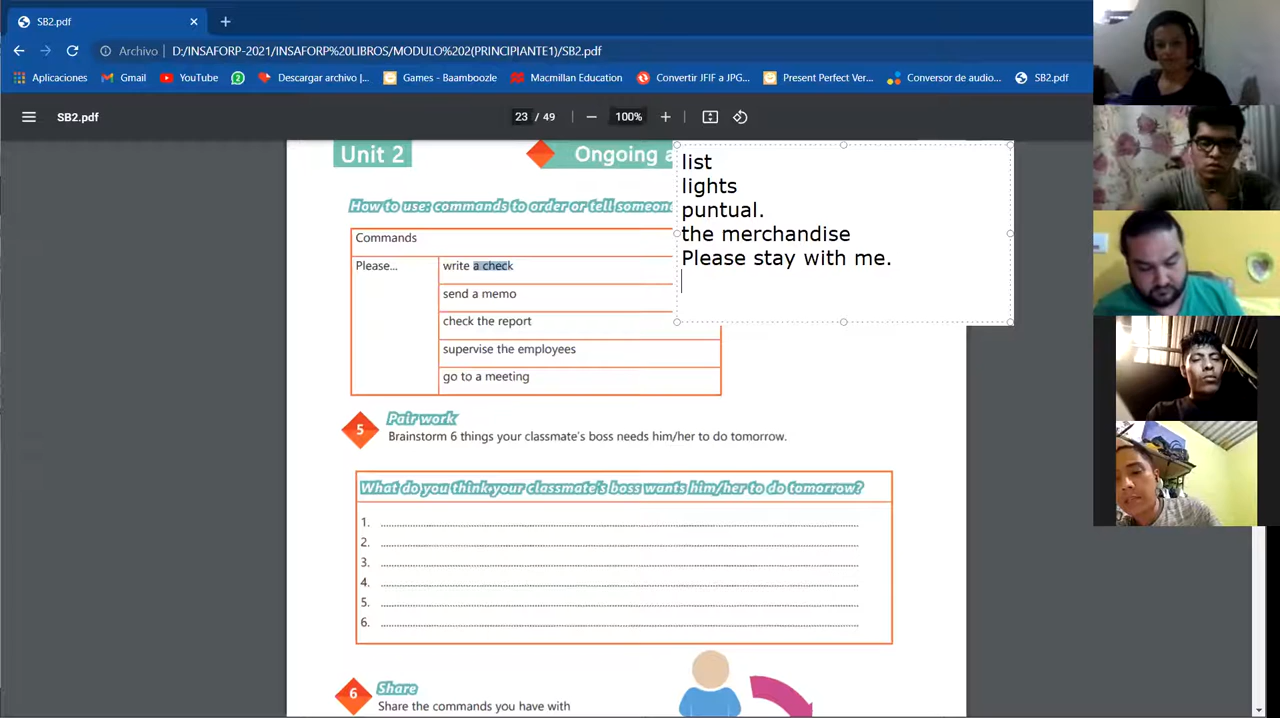 SB2.pdf
Archivo D:/INSAFORP-2021/INSAFORP%20LIBROS/MODULO%202(PRINCIPIANTE1)/SB2.pdf
Aplicaciones Gmail YouTube 2 Descargar archivo |... Games - Baamboozle Macmillan Education Convertir JFIF a JPG... Present Perfect Ver... Conversor de audio... SB2.pdf
SB2.pdf 23 / 49 100%
Unit 2 Ongoing
How to use: commands to order or tell someone
list
lights
puntual.
the merchandise
Please stay with me.
Commands
Please... write a check
send a memo
check the report
supervise the employees
go to a meeting
5 Pair work
Brainstorm 6 things your classmate's boss needs him/her to do tomorrow.
What do you think your classmate's boss wants him/her to do tomorrow?
1.
2.
3.
4.
5.
6.
6 Share
Share the commands you have with